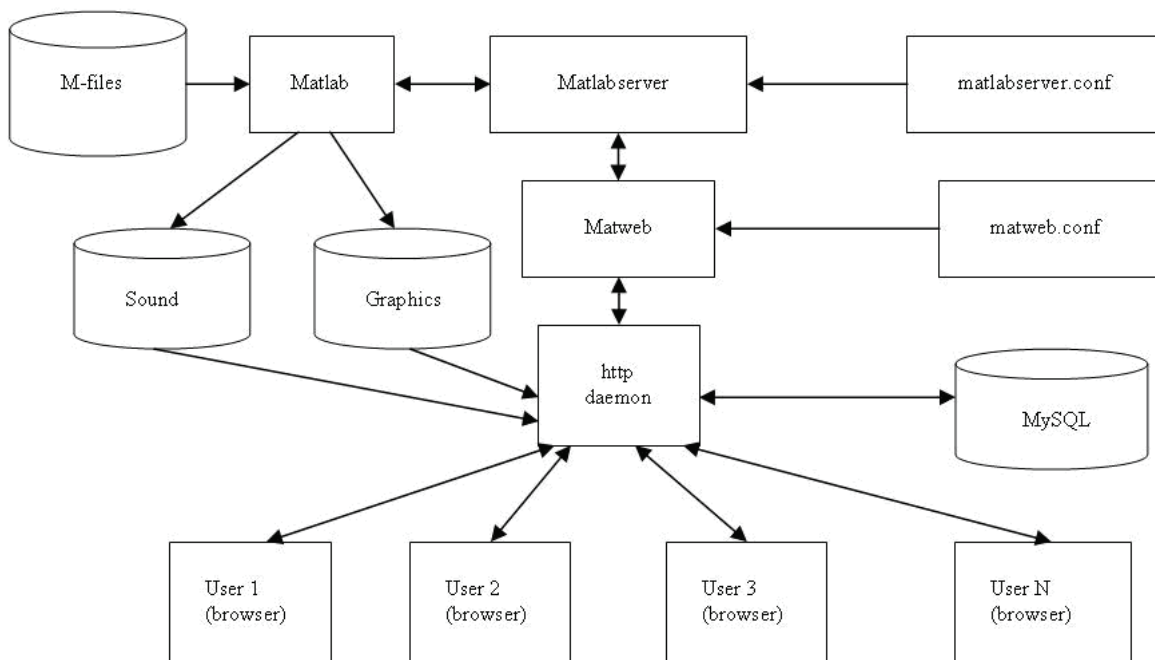 M-files
Matlab
Matlabserver
matlabserver.conf
Matweb
matweb.conf
Sound
Graphics
http
daemon
MySQL
User 1
(browser)
User 2
(browser)
User 3
(browser)
User N
(browser)